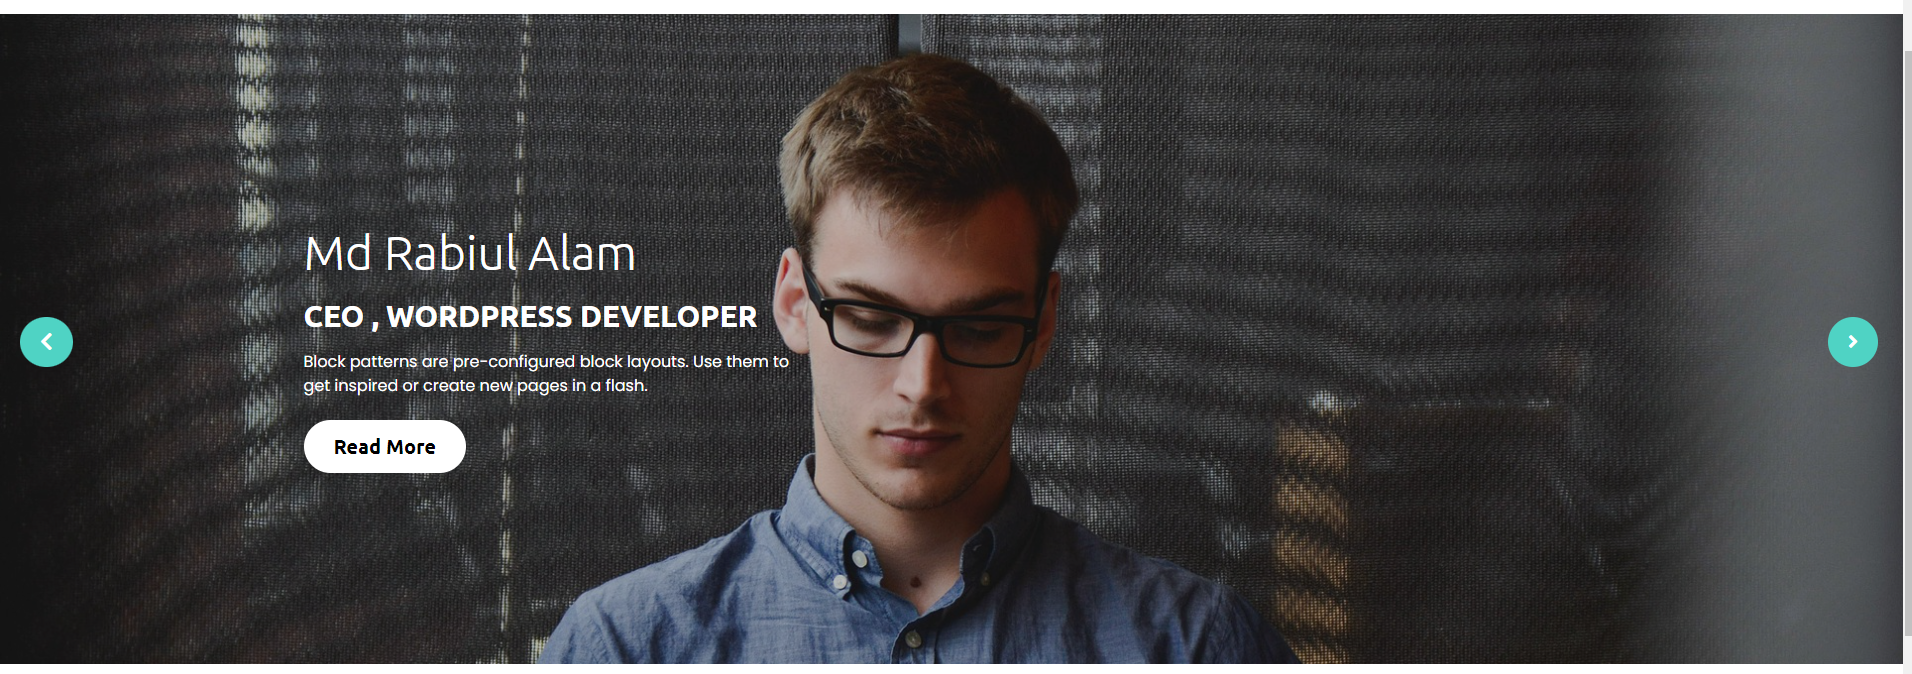 Md Rabiul Alam
CEO , WORDPRESS DEVELOPER
Block patterns are pre-configured block layouts. Use them to
get inspired or create new pages in a flash.
Read More